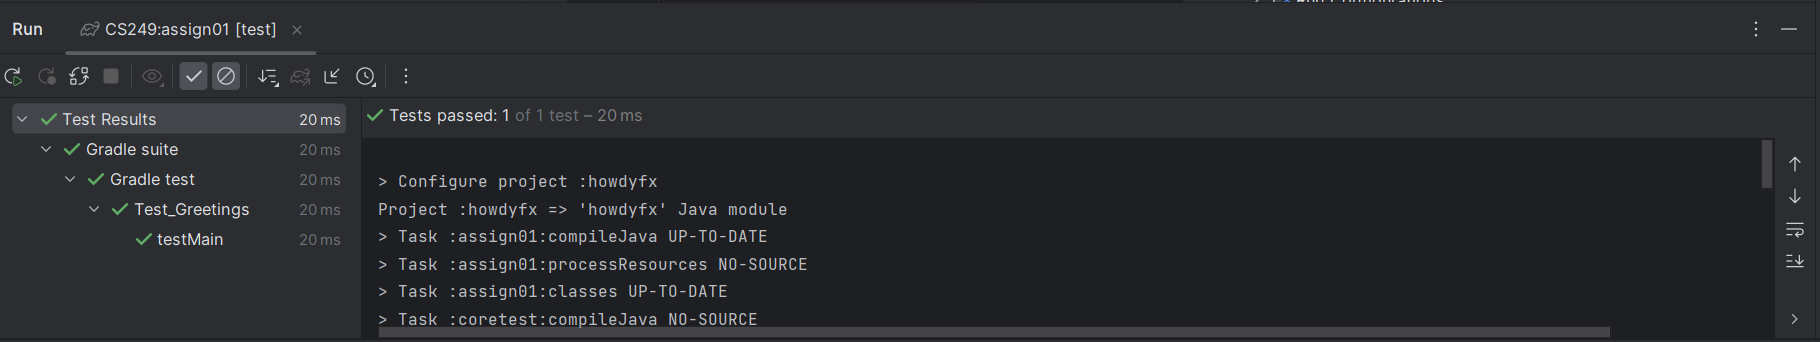 Run CS249:assign01 [test]
Test Results 20 ms
Gradle suite 20 ms
Gradle test 20 ms
Test_Greetings 20 ms
testMain 20 ms
Tests passed: 1 of 1 test – 20 ms
> Configure project :howdyfx
Project :howdyfx => 'howdyfx' Java module
> Task :assign01:compileJava UP-TO-DATE
> Task :assign01:processResources NO-SOURCE
> Task :assign01:classes UP-TO-DATE
> Task :coretest:compileJava NO-SOURCE